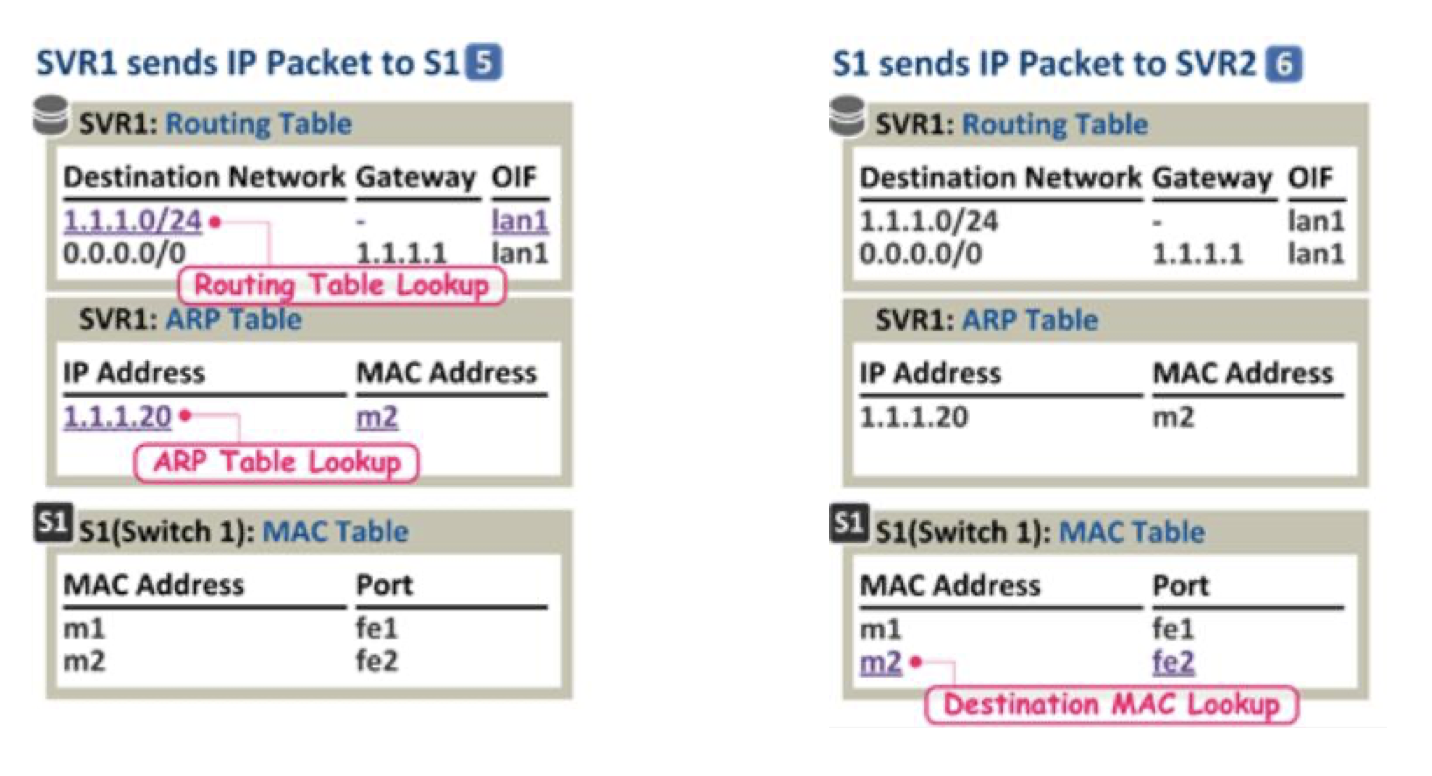 SVR1 sends IP Packet to S1 5
SVR1: Routing Table
Destination Network Gateway OIF
1.1.1.0/24 - lan1
0.0.0.0/0 1.1.1.1 lan1
Routing Table Lookup
SVR1: ARP Table
IP Address MAC Address
1.1.1.20 m2
ARP Table Lookup
S1 S1(Switch 1): MAC Table
MAC Address Port
m1 fe1
m2 fe2
S1 sends IP Packet to SVR2 6
SVR1: Routing Table
Destination Network Gateway OIF
1.1.1.0/24 - lan1
0.0.0.0/0 1.1.1.1 lan1
SVR1: ARP Table
IP Address MAC Address
1.1.1.20 m2
S1 S1(Switch 1): MAC Table
MAC Address Port
m1 fe1
m2 fe2
Destination MAC Lookup